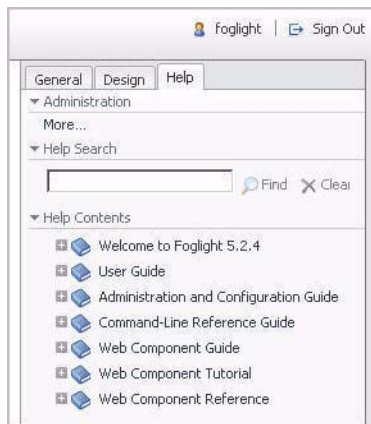 foglight | Sign Out
General Design Help
Administration
More...
Help Search
Find Clear
Help Contents
Welcome to Foglight 5.2.4
User Guide
Administration and Configuration Guide
Command-Line Reference Guide
Web Component Guide
Web Component Tutorial
Web Component Reference